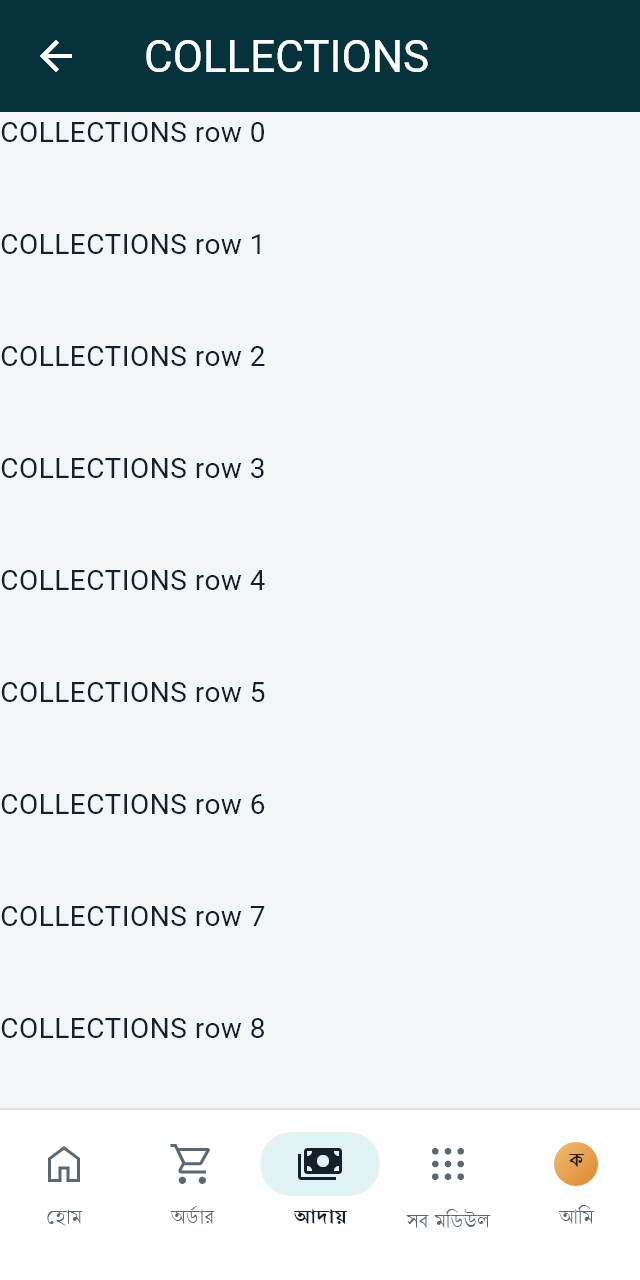 COLLECTIONS
COLLECTIONS row 0
COLLECTIONS row 1
COLLECTIONS row 2
COLLECTIONS row 3
COLLECTIONS row 4
COLLECTIONS row 5
COLLECTIONS row 6
COLLECTIONS row 7
COLLECTIONS row 8
ক
হোম অর্ডার আদায় সব মডিউল আমি